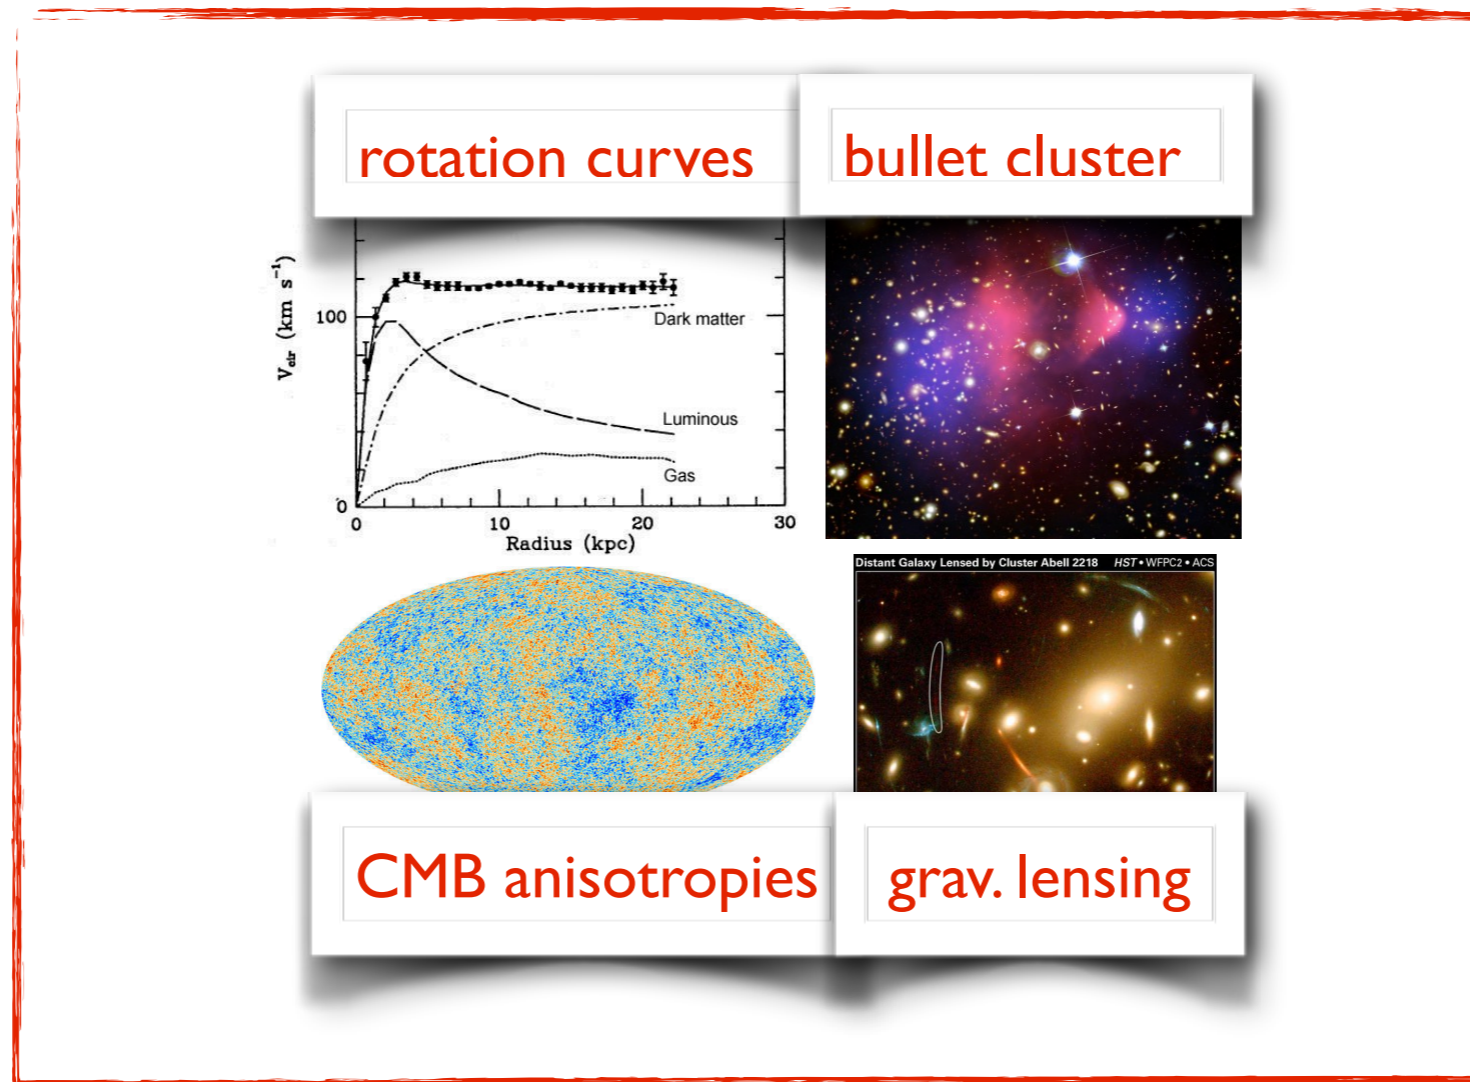 rotation curves
bullet cluster
V_cir (km s⁻¹)
100
0
Dark matter
Luminous
Gas
0 10 20 30
Radius (kpc)
Distant Galaxy Lensed by Cluster Abell 2218 HST • WFPC2 • ACS
CMB anisotropies
grav. lensing